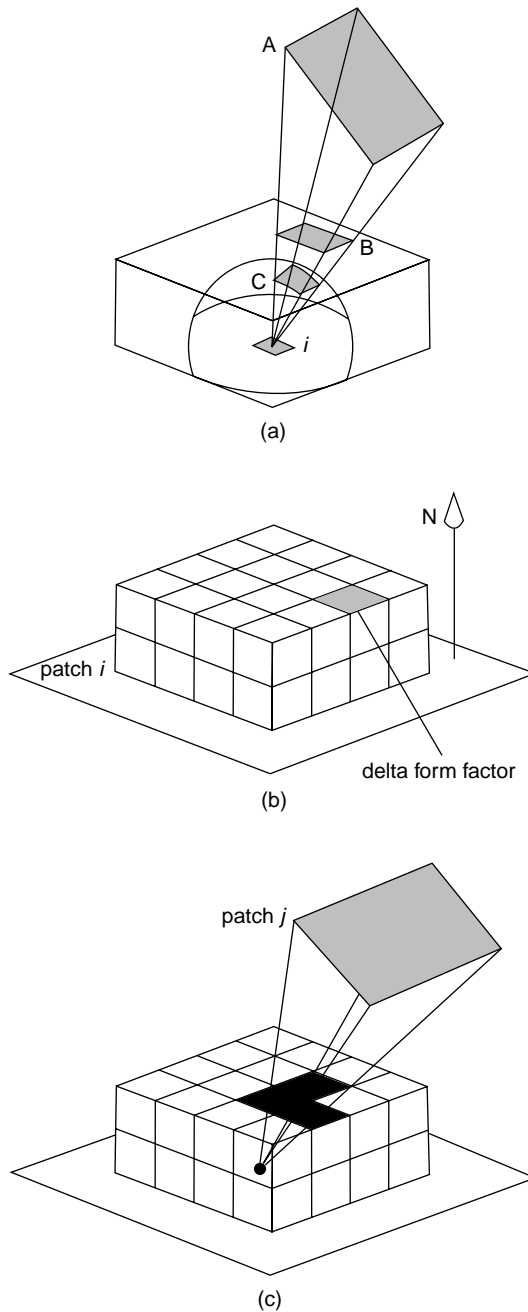 A
B
C
i
(a)
N
patch i
delta form factor
(b)
patch j
(c)